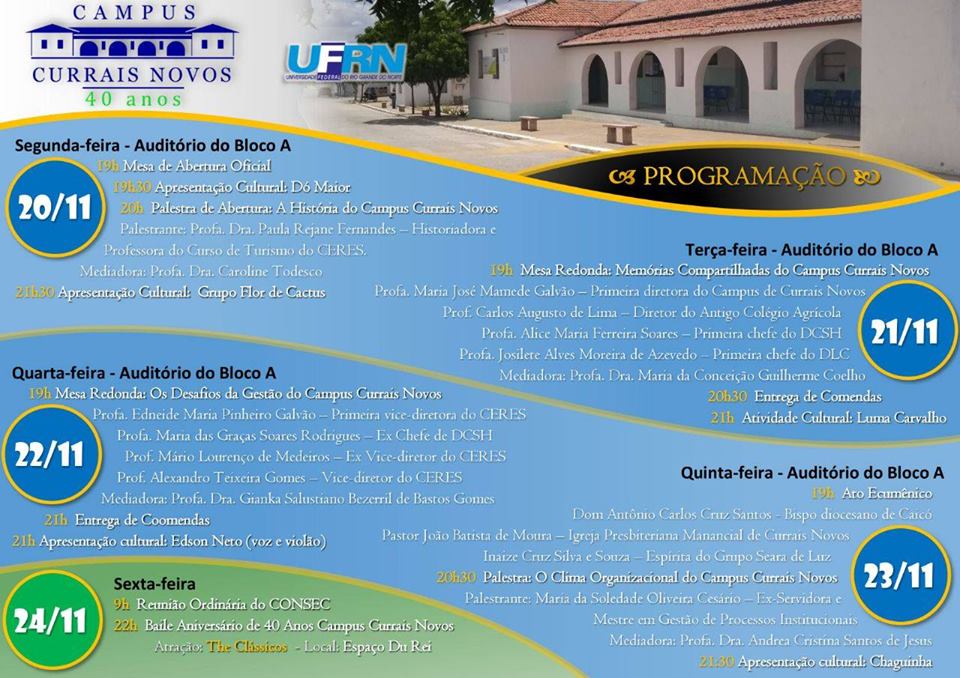 CAMPUS
CURRAIS NOVOS
40 anos
UFRN
UNIVERSIDADE FEDERAL DO RIO GRANDE DO NORTE
PROGRAMAÇÃO
Segunda-feira - Auditório do Bloco A
20/11
19h Mesa de Abertura Oficial
19h30 Apresentação Cultural: Dó Maior
20h Palestra de Abertura: A História do Campus Currais Novos
Palestrante: Profa. Dra. Paula Rejane Fernandes – Historiadora e
Professora do Curso de Turismo do CERES.
Mediadora: Profa. Dra. Caroline Todesco
21h30 Apresentação Cultural: Grupo Flor de Cactus
Terça-feira - Auditório do Bloco A
21/11
19h Mesa Redonda: Memórias Compartilhadas do Campus Currais Novos
Profa. Maria José Mamede Galvão – Primeira diretora do Campus de Currais Novos
Prof. Carlos Augusto de Lima – Diretor do Antigo Colégio Agrícola
Profa. Alice Maria Ferreira Soares – Primeira chefe do DCSH
Profa. Josilete Alves Moreira de Azevedo – Primeira chefe do DLC
Mediadora: Profa. Dra. Maria da Conceição Guilherme Coelho
20h30 Entrega de Comendas
21h Atividade Cultural: Luma Carvalho
Quarta-feira - Auditório do Bloco A
22/11
19h Mesa Redonda: Os Desafios da Gestão do Campus Currais Novos
Profa. Edneide Maria Pinheiro Galvão – Primeira vice-diretora do CERES
Profa. Maria das Graças Soares Rodrigues – Ex Chefe de DCSH
Prof. Mário Lourenço de Medeiros – Ex Vice-diretor do CERES
Prof. Alexandro Teixeira Gomes – Vice-diretor do CERES
Mediadora: Profa. Dra. Gianka Salustiano Bezerril de Bastos Gomes
21h Entrega de Coomendas
21h Apresentação cultural: Edson Neto (voz e violão)
Quinta-feira - Auditório do Bloco A
23/11
19h Ato Ecumênico
Dom Antônio Carlos Cruz Santos - Bispo diocesano de Caicó
Pastor João Batista de Moura – Igreja Presbiteriana Manancial de Currais Novos
Inaize Cruz Silva e Souza – Espírita do Grupo Seara de Luz
20h30 Palestra: O Clima Organizacional do Campus Currais Novos
Palestrante: Maria da Soledade Oliveira Cesário – Ex-Servidora e
Mestre em Gestão de Processos Institucionais
Mediadora: Profa. Dra. Andrea Cristina Santos de Jesus
21:30 Apresentação cultural: Chaguinha
Sexta-feira
24/11
9h Reunião Ordinária do CONSEC
22h Baile Aniversário de 40 Anos Campus Currais Novos
Atração: The Clássicos - Local: Espaço Du Rei